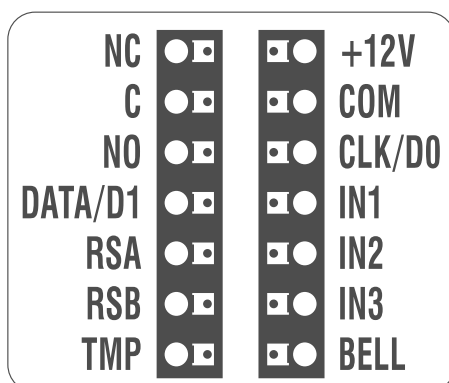 NC +12V
C COM
NO CLK/D0
DATA/D1 IN1
RSA IN2
RSB IN3
TMP BELL